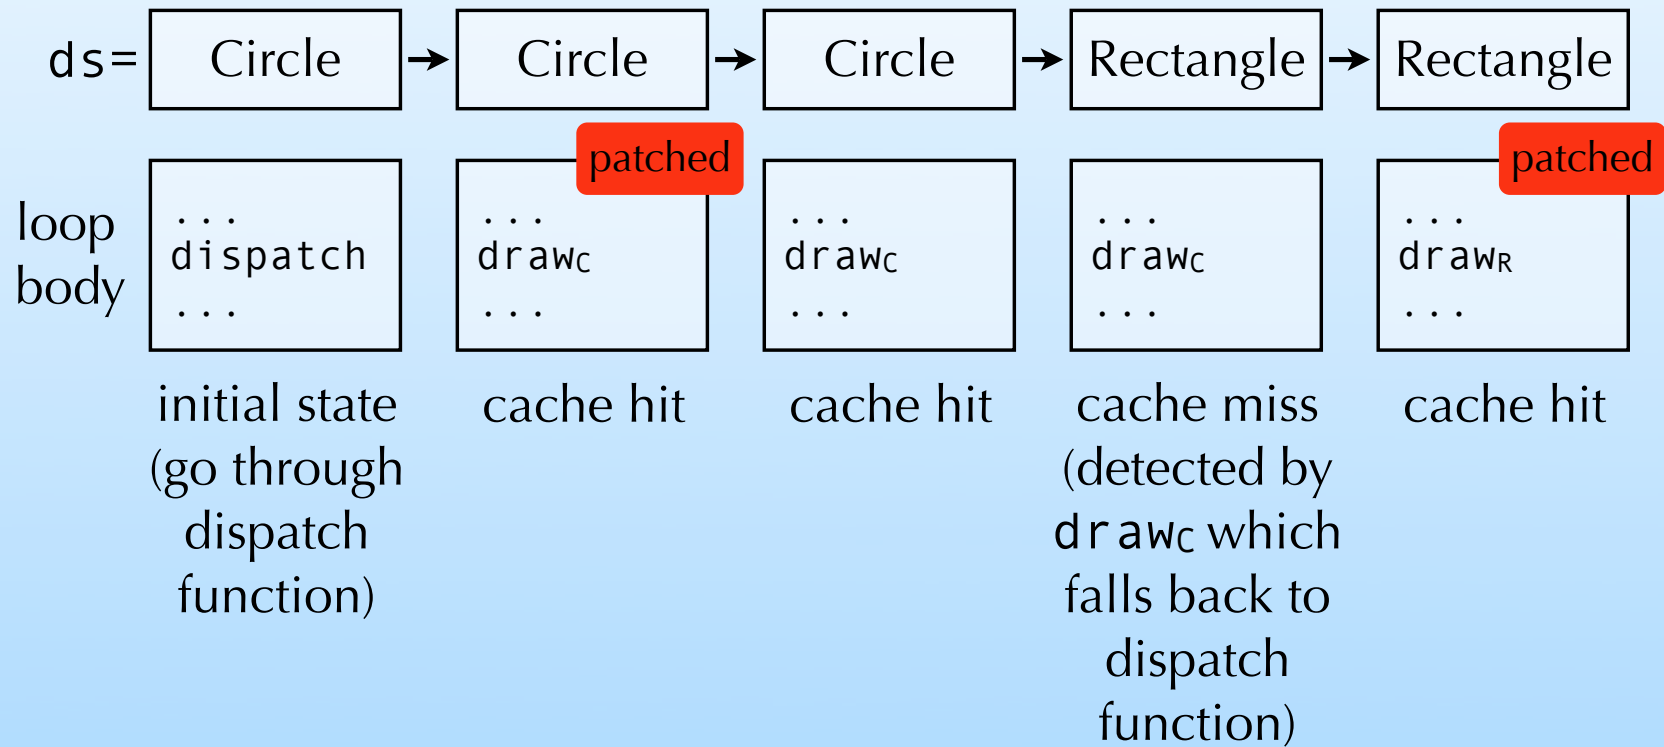 ds= Circle Circle Circle Rectangle Rectangle
patched patched
loop body
...
dispatch
...
...
drawC
...
...
drawC
...
...
drawC
...
...
drawR
...
initial state
(go through
dispatch
function)
cache hit
cache hit
cache miss
(detected by
drawC which
falls back to
dispatch
function)
cache hit